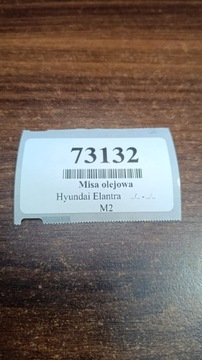 73132
Misa olejowa
Hyundai Elantra ./.-./.
M2